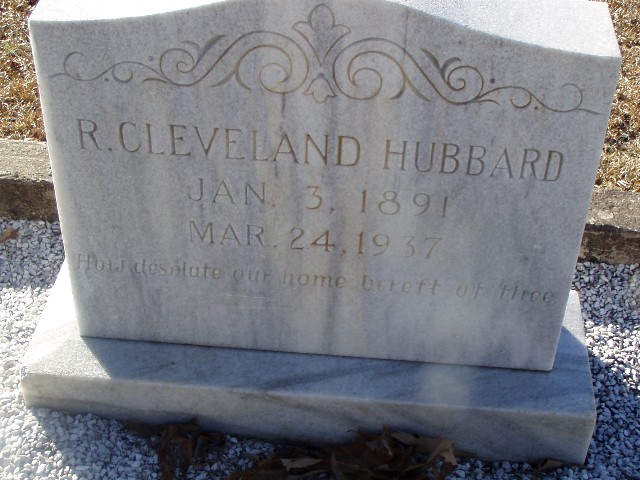 R. CLEVELAND HUBBARD
JAN. 3, 1891
MAR. 24, 1937
How desolate our home bereft of thee